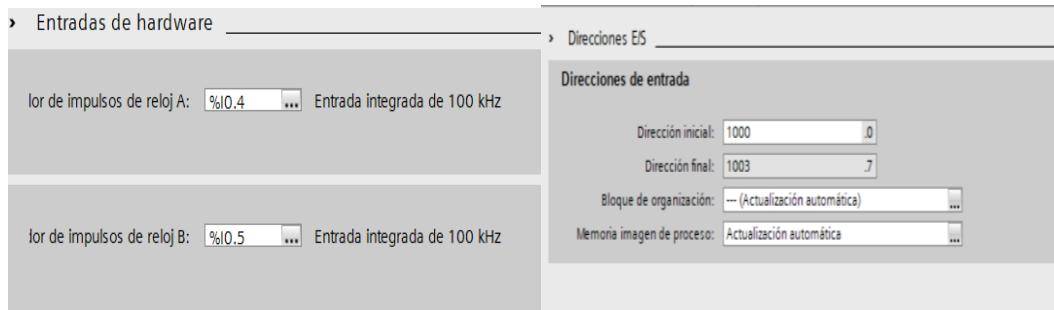 › Entradas de hardware
lor de impulsos de reloj A: %I0.4 ... Entrada integrada de 100 kHz
lor de impulsos de reloj B: %I0.5 ... Entrada integrada de 100 kHz
› Direcciones E/S
Direcciones de entrada
Dirección inicial: 1000 .0
Dirección final: 1003 .7
Bloque de organización: --- (Actualización automática) ...
Memoria imagen de proceso: Actualización automática ...